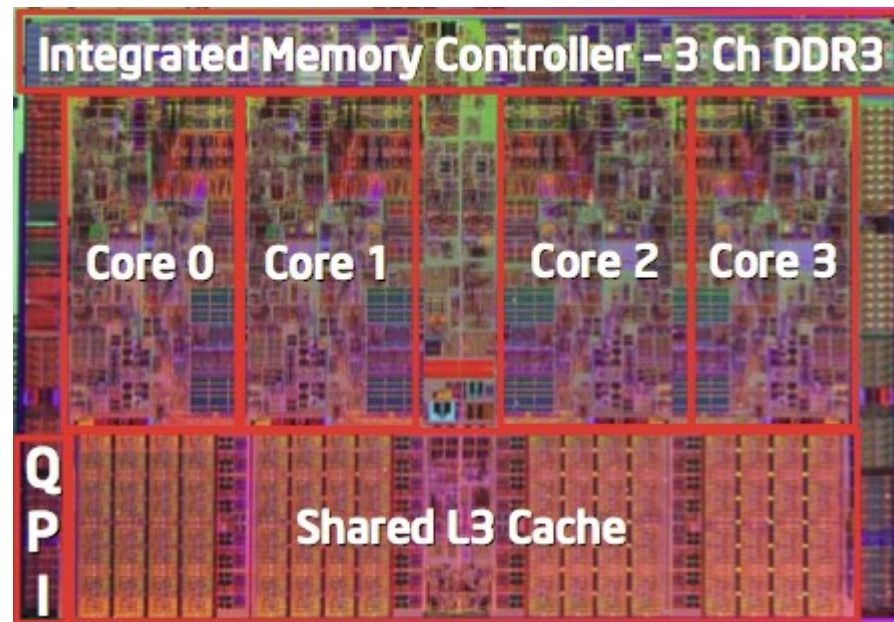 Integrated Memory Controller – 3 Ch DDR3
Core 0
Core 1
Core 2
Core 3
Q
P
I
Shared L3 Cache